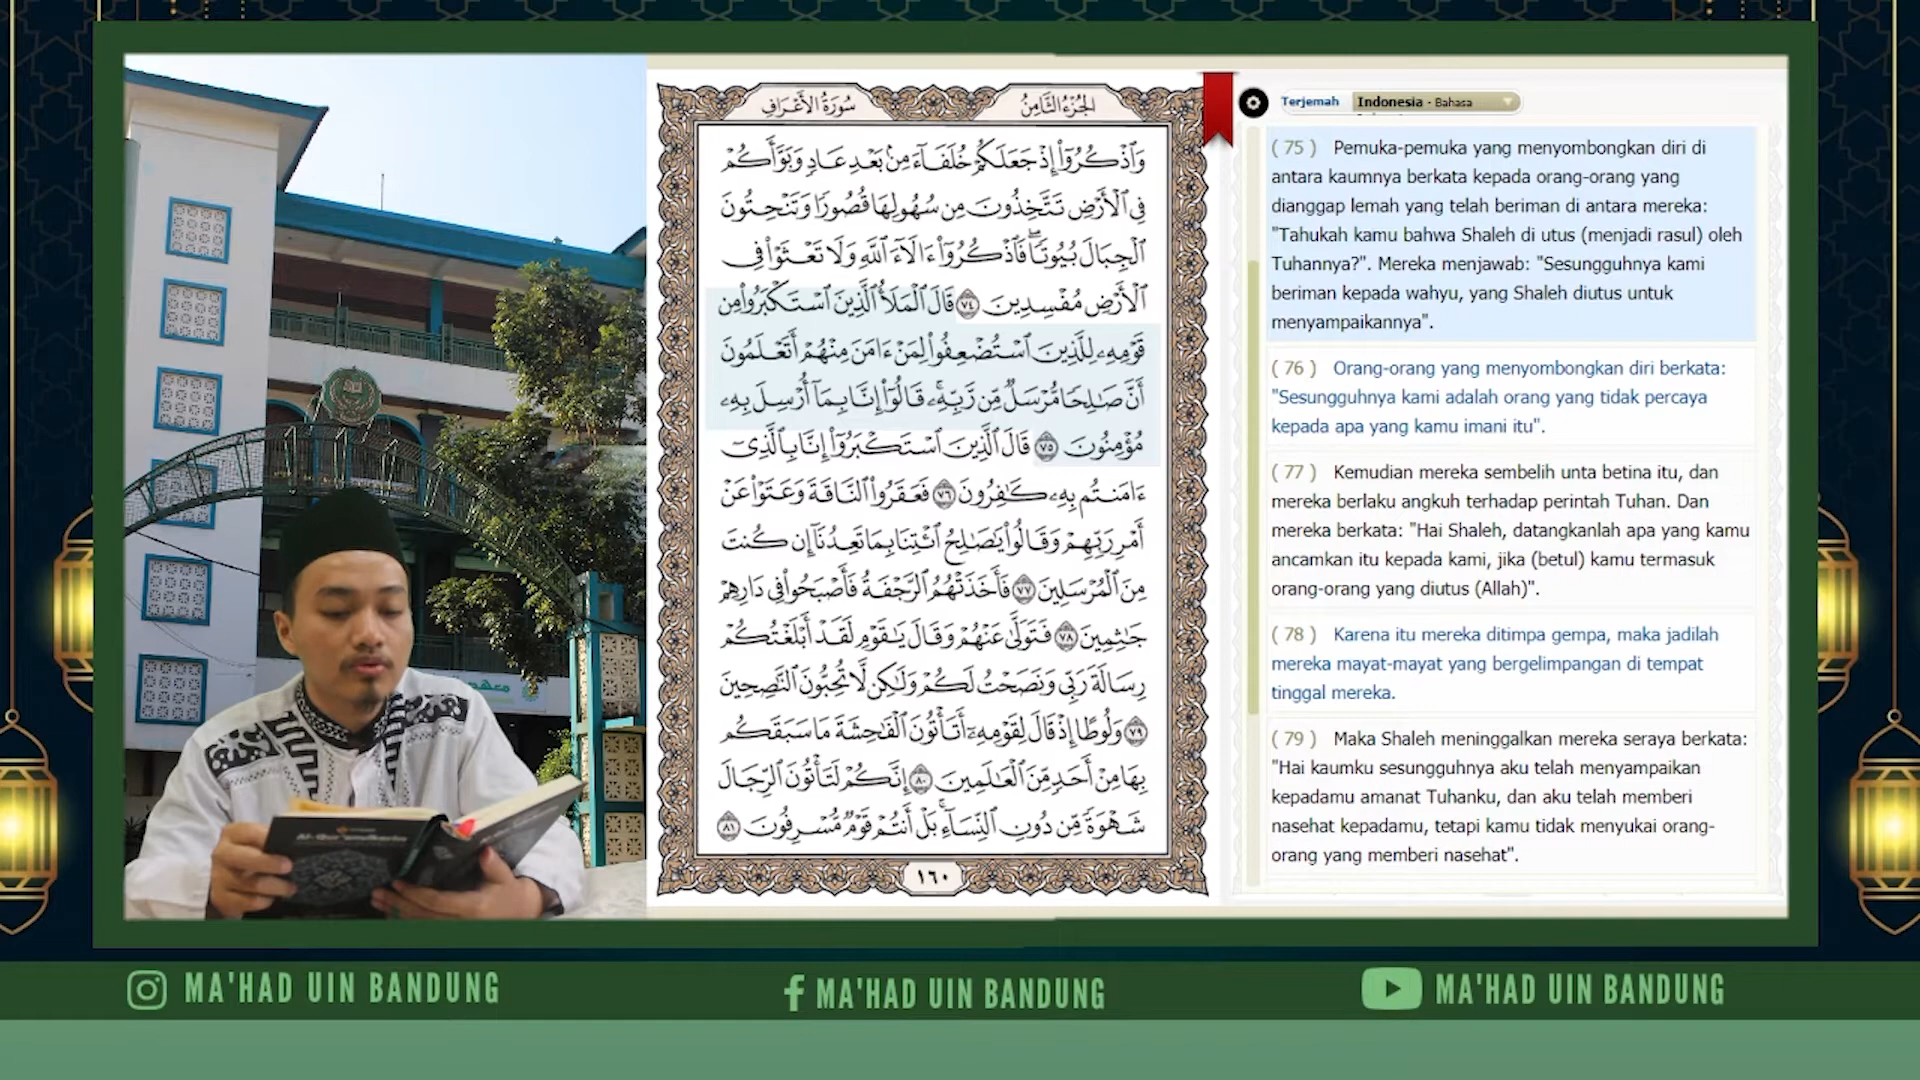 سُورَةُ الأَعۡرَافِ
الجُزۡءُ الثَّامِنُ
وَٱذۡكُرُوٓاْ إِذۡ جَعَلَكُمۡ خُلَفَآءَ مِنۢ بَعۡدِ عَادٖ وَبَوَّأَكُمۡ
فِي ٱلۡأَرۡضِ تَتَّخِذُونَ مِن سُهُولِهَا قُصُورٗا وَتَنۡحِتُونَ
ٱلۡجِبَالَ بُيُوتٗاۖ فَٱذۡكُرُوٓاْ ءَالَآءَ ٱللَّهِ وَلَا تَعۡثَوۡاْ فِي
ٱلۡأَرۡضِ مُفۡسِدِينَ ٧٤ قَالَ ٱلۡمَلَأُ ٱلَّذِينَ ٱسۡتَكۡبَرُواْ مِن
قَوۡمِهِۦ لِلَّذِينَ ٱسۡتُضۡعِفُواْ لِمَنۡ ءَامَنَ مِنۡهُمۡ أَتَعۡلَمُونَ
أَنَّ صَٰلِحٗا مُّرۡسَلٞ مِّن رَّبِّهِۦۚ قَالُوٓاْ إِنَّا بِمَآ أُرۡسِلَ بِهِۦ
مُؤۡمِنُونَ ٧٥ قَالَ ٱلَّذِينَ ٱسۡتَكۡبَرُوٓاْ إِنَّا بِٱلَّذِيٓ
ءَامَنتُم بِهِۦ كَٰفِرُونَ ٧٦ فَعَقَرُواْ ٱلنَّاقَةَ وَعَتَوۡاْ عَنۡ
أَمۡرِ رَبِّهِمۡ وَقَالُواْ يَٰصَٰلِحُ ٱئۡتِنَا بِمَا تَعِدُنَآ إِن كُنتَ
مِنَ ٱلۡمُرۡسَلِينَ ٧٧ فَأَخَذَتۡهُمُ ٱلرَّجۡفَةُ فَأَصۡبَحُواْ فِي دَارِهِمۡ
جَٰثِمِينَ ٧٨ فَتَوَلَّىٰ عَنۡهُمۡ وَقَالَ يَٰقَوۡمِ لَقَدۡ أَبۡلَغۡتُكُمۡ
رِسَالَةَ رَبِّي وَنَصَحۡتُ لَكُمۡ وَلَٰكِن لَّا تُحِبُّونَ ٱلنَّٰصِحِينَ
٧٩ وَلُوطًا إِذۡ قَالَ لِقَوۡمِهِۦٓ أَتَأۡتُونَ ٱلۡفَٰحِشَةَ مَا سَبَقَكُم
بِهَا مِنۡ أَحَدٖ مِّنَ ٱلۡعَٰلَمِينَ ٨٠ إِنَّكُمۡ لَتَأۡتُونَ ٱلرِّجَالَ
شَهۡوَةٗ مِّن دُونِ ٱلنِّسَآءِۚ بَلۡ أَنتُمۡ قَوۡمٞ مُّسۡرِفُونَ ٨١
١٦٠
Terjemah Indonesia - Bahasa
( 75 ) Pemuka-pemuka yang menyombongkan diri di
antara kaumnya berkata kepada orang-orang yang
dianggap lemah yang telah beriman di antara mereka:
"Tahukah kamu bahwa Shaleh di utus (menjadi rasul) oleh
Tuhannya?". Mereka menjawab: "Sesungguhnya kami
beriman kepada wahyu, yang Shaleh diutus untuk
menyampaikannya".
( 76 ) Orang-orang yang menyombongkan diri berkata:
"Sesungguhnya kami adalah orang yang tidak percaya
kepada apa yang kamu imani itu".
( 77 ) Kemudian mereka sembelih unta betina itu, dan
mereka berlaku angkuh terhadap perintah Tuhan. Dan
mereka berkata: "Hai Shaleh, datangkanlah apa yang kamu
ancamkan itu kepada kami, jika (betul) kamu termasuk
orang-orang yang diutus (Allah)".
( 78 ) Karena itu mereka ditimpa gempa, maka jadilah
mereka mayat-mayat yang bergelimpangan di tempat
tinggal mereka.
( 79 ) Maka Shaleh meninggalkan mereka seraya berkata:
"Hai kaumku sesungguhnya aku telah menyampaikan
kepadamu amanat Tuhanku, dan aku telah memberi
nasehat kepadamu, tetapi kamu tidak menyukai orang-
orang yang memberi nasehat".
MA'HAD UIN BANDUNG
MA'HAD UIN BANDUNG
MA'HAD UIN BANDUNG